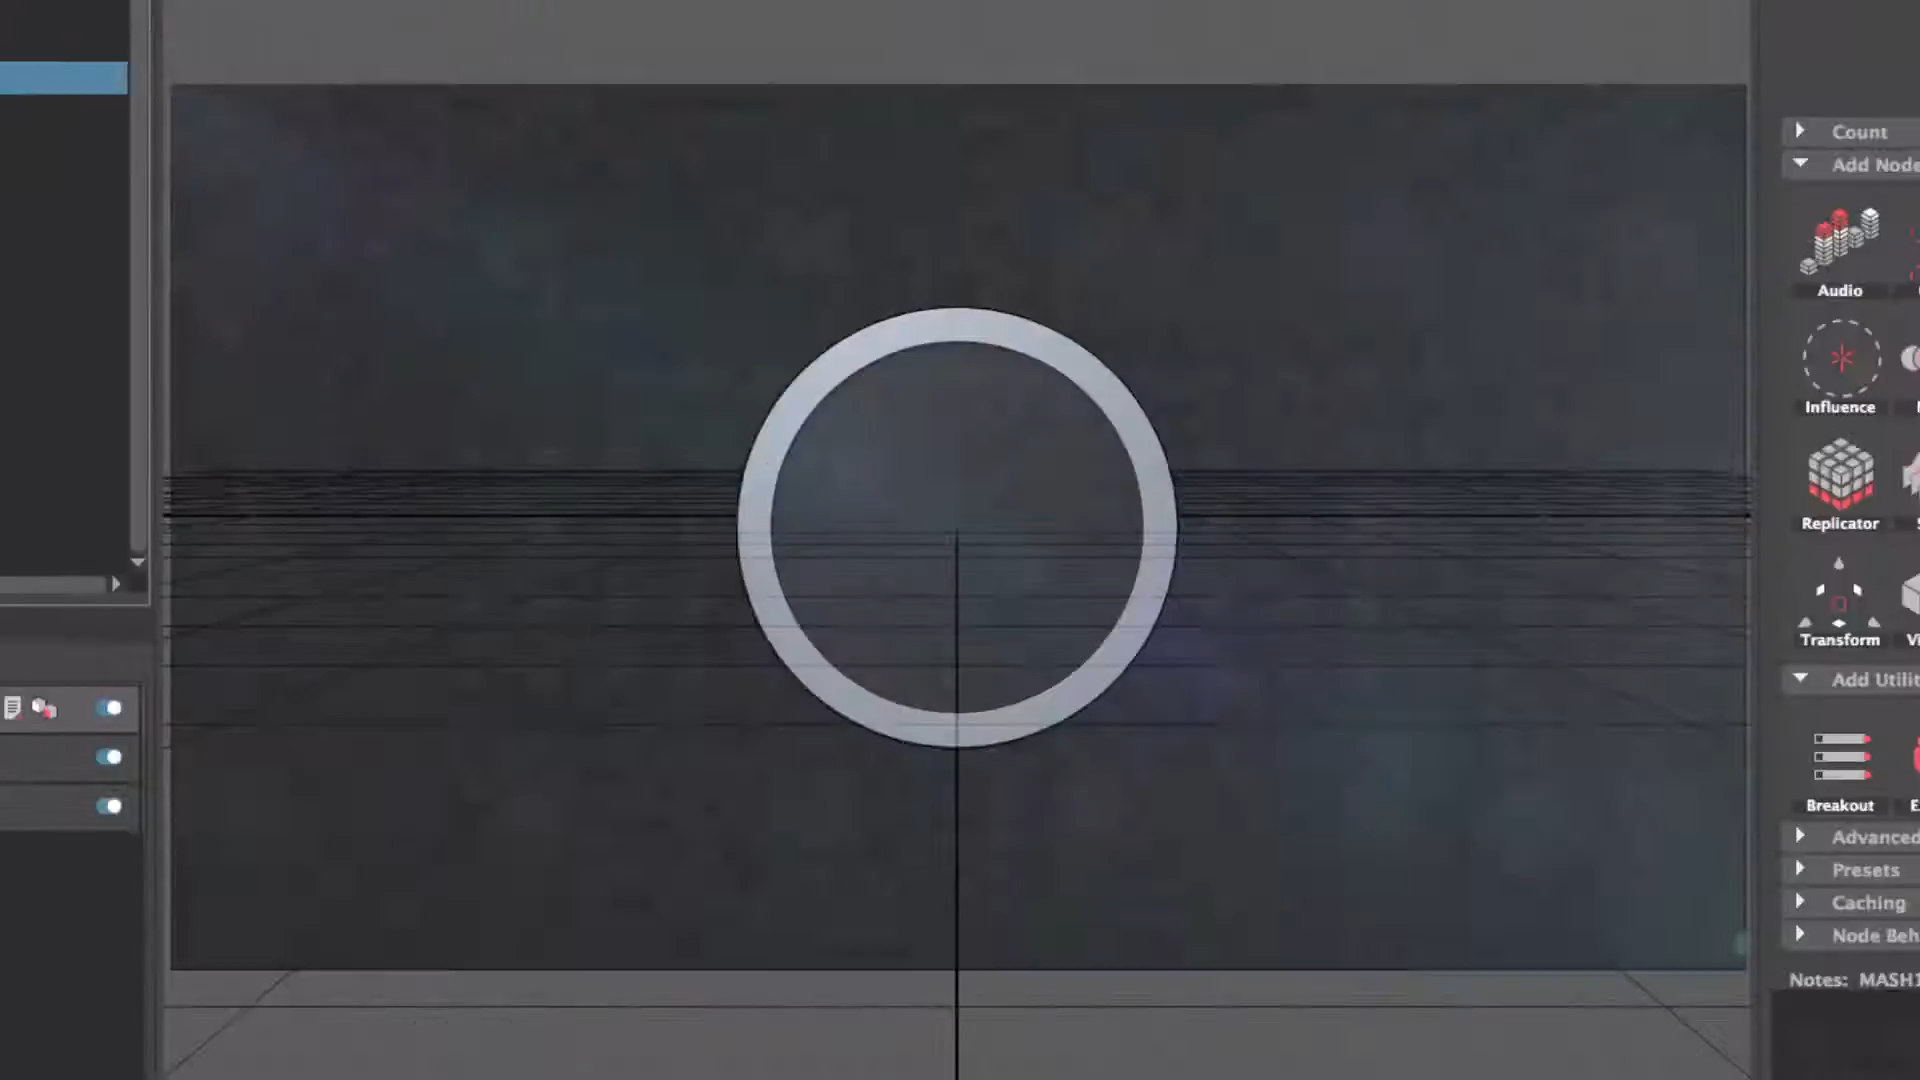 Count
Add Node
Audio
Influence
Replicator
Transform
Add Utilit
Breakout
Advanced
Presets
Caching
Node Beh
Notes: MASH1